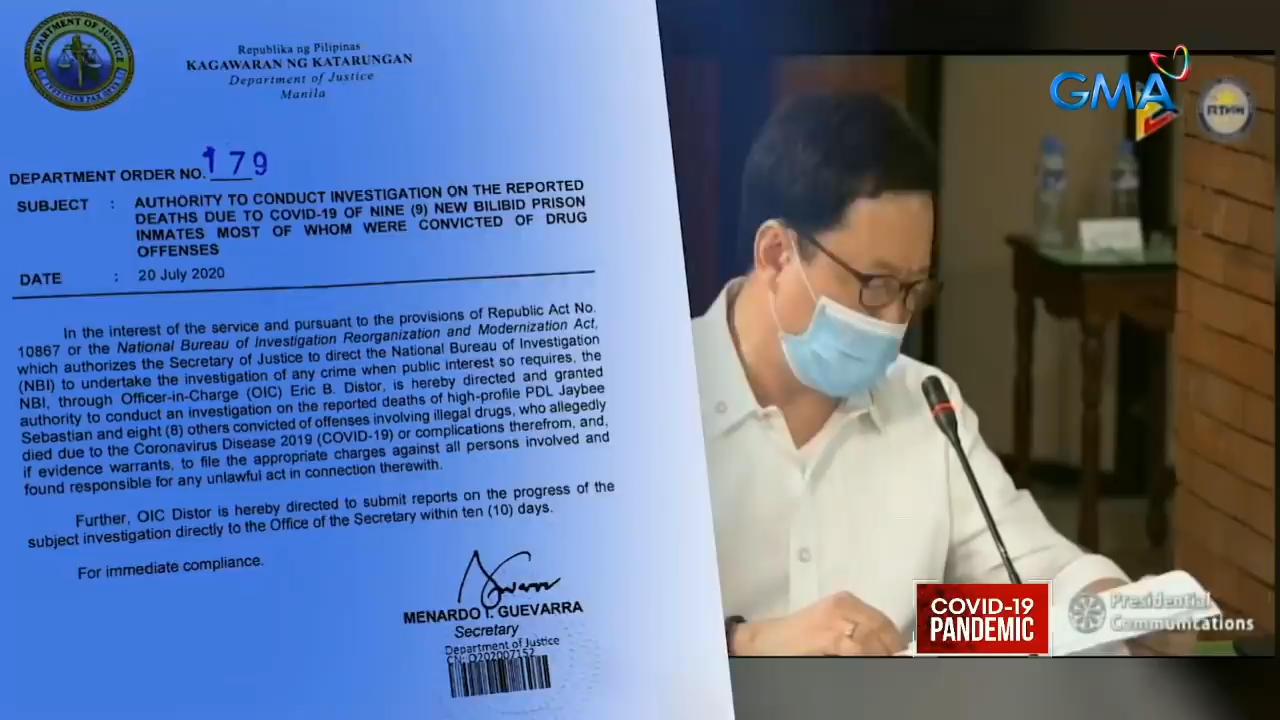 DEPARTMENT OF JUSTICE
Republika ng Pilipinas
KAGAWARAN NG KATARUNGAN
Department of Justice
Manila
DEPARTMENT ORDER NO. 179
SUBJECT : AUTHORITY TO CONDUCT INVESTIGATION ON THE REPORTED
DEATHS DUE TO COVID-19 OF NINE (9) NEW BILIBID PRISON
INMATES MOST OF WHOM WERE CONVICTED OF DRUG
OFFENSES
DATE : 20 July 2020
In the interest of the service and pursuant to the provisions of Republic Act No.
10867 or the National Bureau of Investigation Reorganization and Modernization Act,
which authorizes the Secretary of Justice to direct the National Bureau of Investigation
(NBI) to undertake the investigation of any crime when public interest so requires, the
NBI, through Officer-in-Charge (OIC) Eric B. Distor, is hereby directed and granted
authority to conduct an investigation on the reported deaths of high-profile PDL Jaybee
Sebastian and eight (8) others convicted of offenses involving illegal drugs, who allegedly
died due to the Coronavirus Disease 2019 (COVID-19) or complications therefrom, and,
if evidence warrants, to file the appropriate charges against all persons involved and
found responsible for any unlawful act in connection therewith.
Further, OIC Distor is hereby directed to submit reports on the progress of the
subject investigation directly to the Office of the Secretary within ten (10) days.
For immediate compliance.
MENARDO I. GUEVARRA
Secretary
Department of Justice
CN: O202007152
GMA
RTVM
COVID-19
PANDEMIC
Presidential
Communications